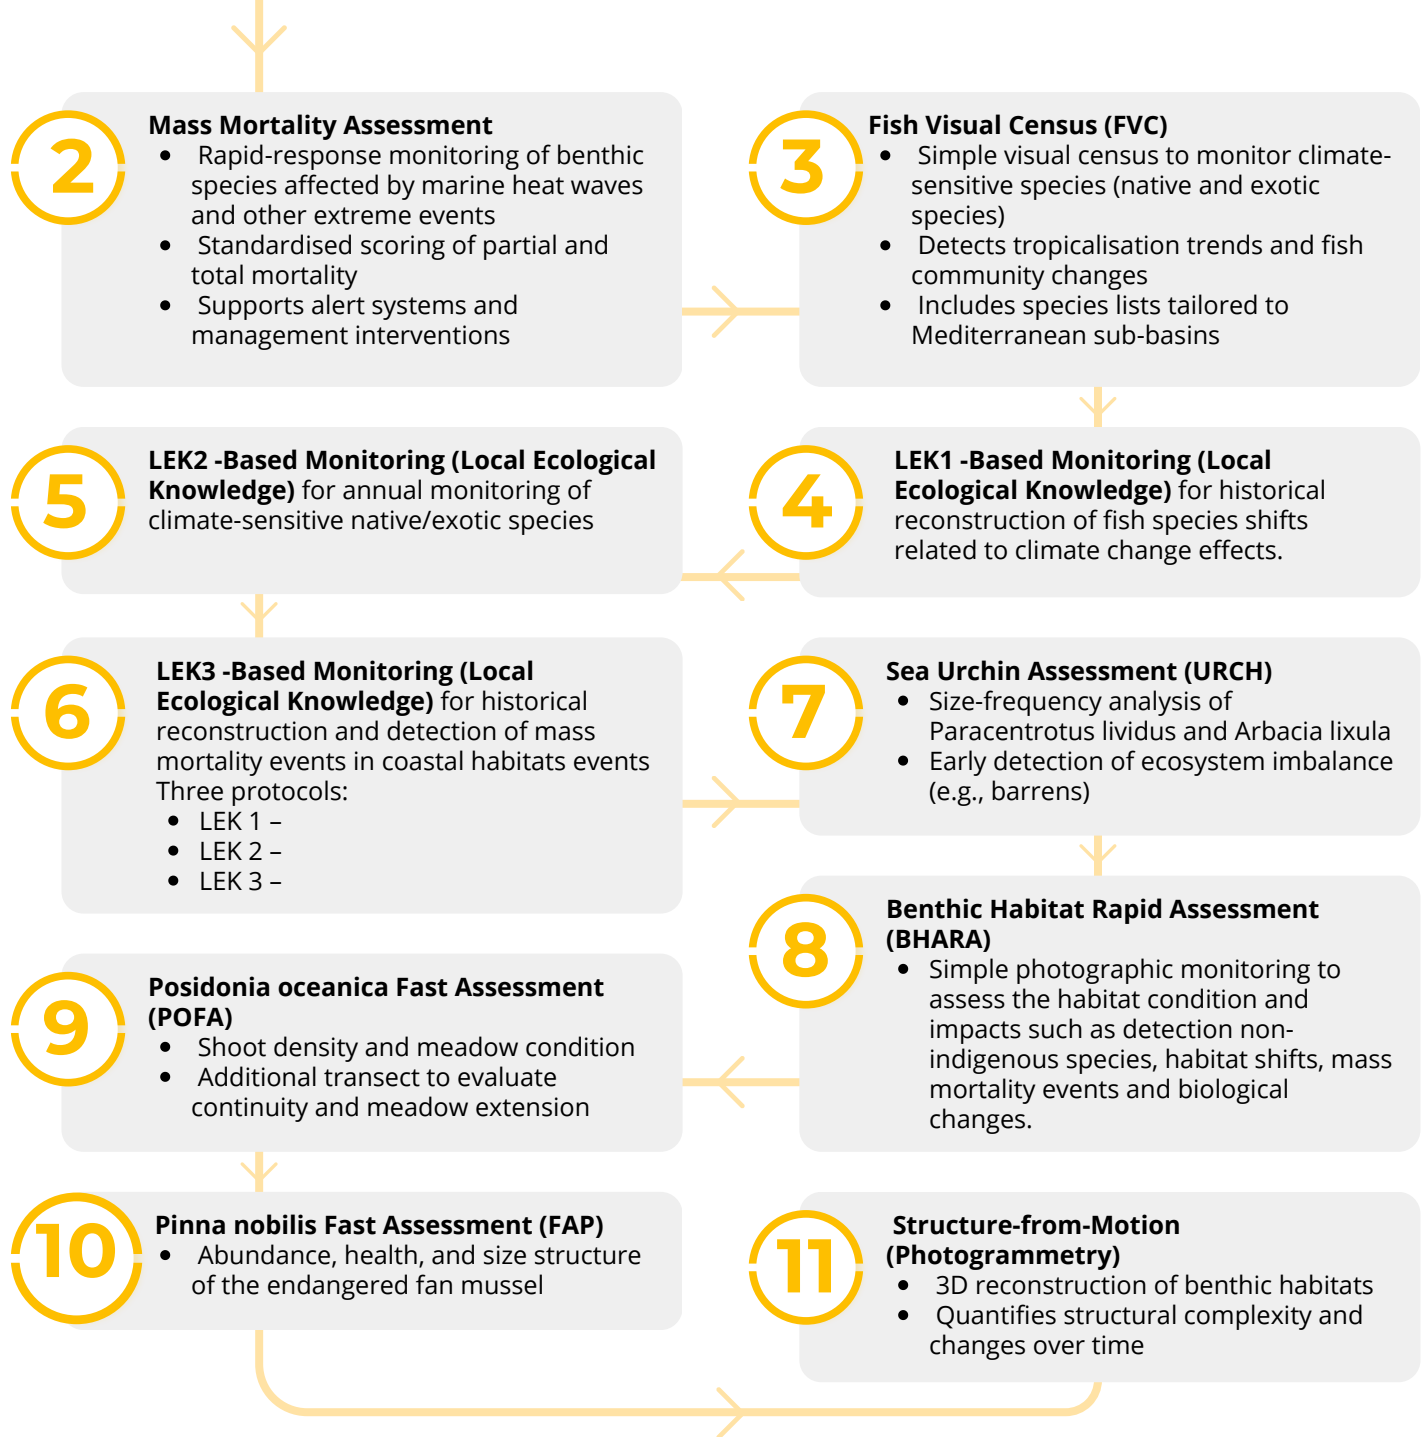 2
Mass Mortality Assessment
• Rapid-response monitoring of benthic
species affected by marine heat waves
and other extreme events
• Standardised scoring of partial and
total mortality
• Supports alert systems and
management interventions
3
Fish Visual Census (FVC)
• Simple visual census to monitor climate-
sensitive species (native and exotic
species)
• Detects tropicalisation trends and fish
community changes
• Includes species lists tailored to
Mediterranean sub-basins
4
LEK1 -Based Monitoring (Local
Ecological Knowledge) for historical
reconstruction of fish species shifts
related to climate change effects.
5
LEK2 -Based Monitoring (Local Ecological
Knowledge) for annual monitoring of
climate-sensitive native/exotic species
6
LEK3 -Based Monitoring (Local
Ecological Knowledge) for historical
reconstruction and detection of mass
mortality events in coastal habitats events
Three protocols:
• LEK 1 –
• LEK 2 –
• LEK 3 –
7
Sea Urchin Assessment (URCH)
• Size-frequency analysis of
Paracentrotus lividus and Arbacia lixula
• Early detection of ecosystem imbalance
(e.g., barrens)
8
Benthic Habitat Rapid Assessment
(BHARA)
• Simple photographic monitoring to
assess the habitat condition and
impacts such as detection non-
indigenous species, habitat shifts, mass
mortality events and biological
changes.
9
Posidonia oceanica Fast Assessment
(POFA)
• Shoot density and meadow condition
• Additional transect to evaluate
continuity and meadow extension
10
Pinna nobilis Fast Assessment (FAP)
• Abundance, health, and size structure
of the endangered fan mussel
11
Structure-from-Motion
(Photogrammetry)
• 3D reconstruction of benthic habitats
• Quantifies structural complexity and
changes over time